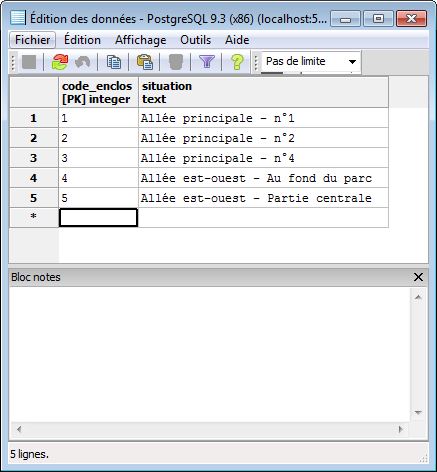 Édition des données - PostgreSQL 9.3 (x86) (localhost:5...
Fichier Édition Affichage Outils Aide
Pas de limite
code_enclos situation
[PK] integer text
1 1 Allée principale - n°1
2 2 Allée principale - n°2
3 3 Allée principale - n°4
4 4 Allée est-ouest - Au fond du parc
5 5 Allée est-ouest - Partie centrale
*
Bloc notes
5 lignes.